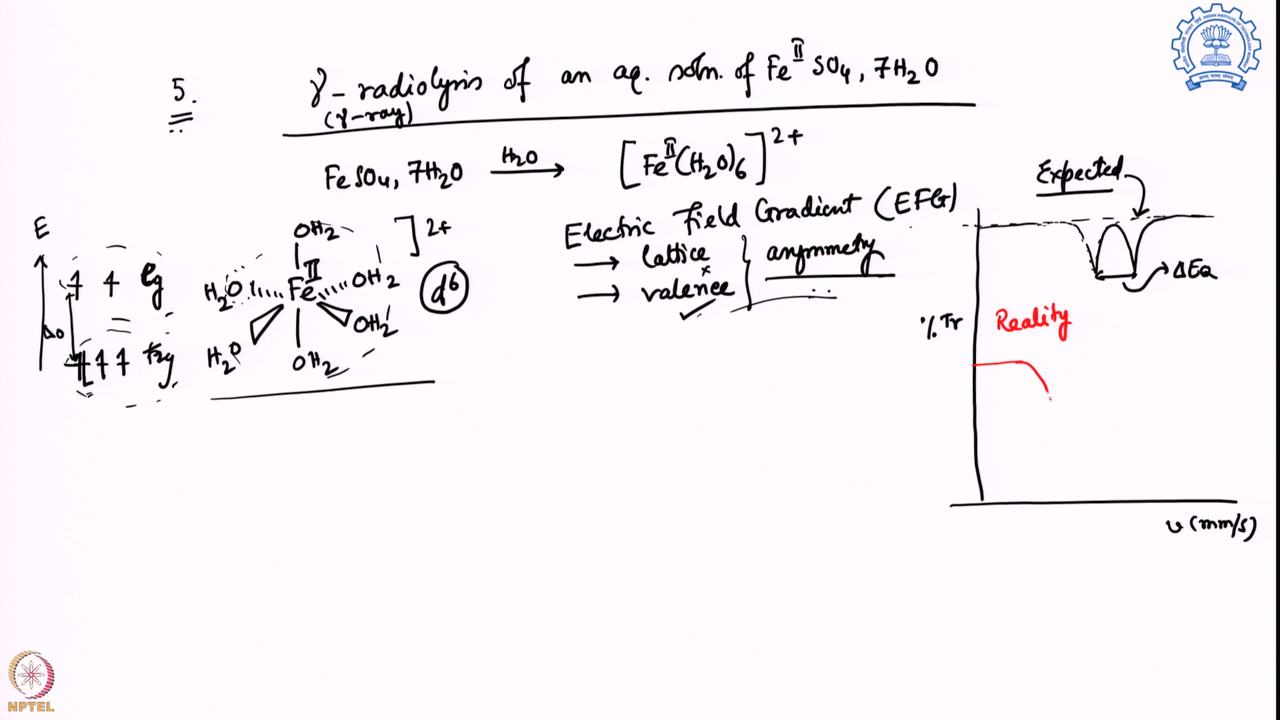 5.
γ-radiolysis of an aq. soln. of Fe^II SO4, 7H2O
(γ-ray)
FeSO4, 7H2O H2O → [Fe^II(H2O)6]^2+
Electric Field Gradient (EFG)
→ lattice
→ valence
asymmetry
E
eg
Δo
t2g
OH2
]^2+
H2O
Fe^II
OH2
OH2
H2O
OH2
d^6
Expected
ΔEQ
% Tr
Reality
υ (mm/s)
NPTEL